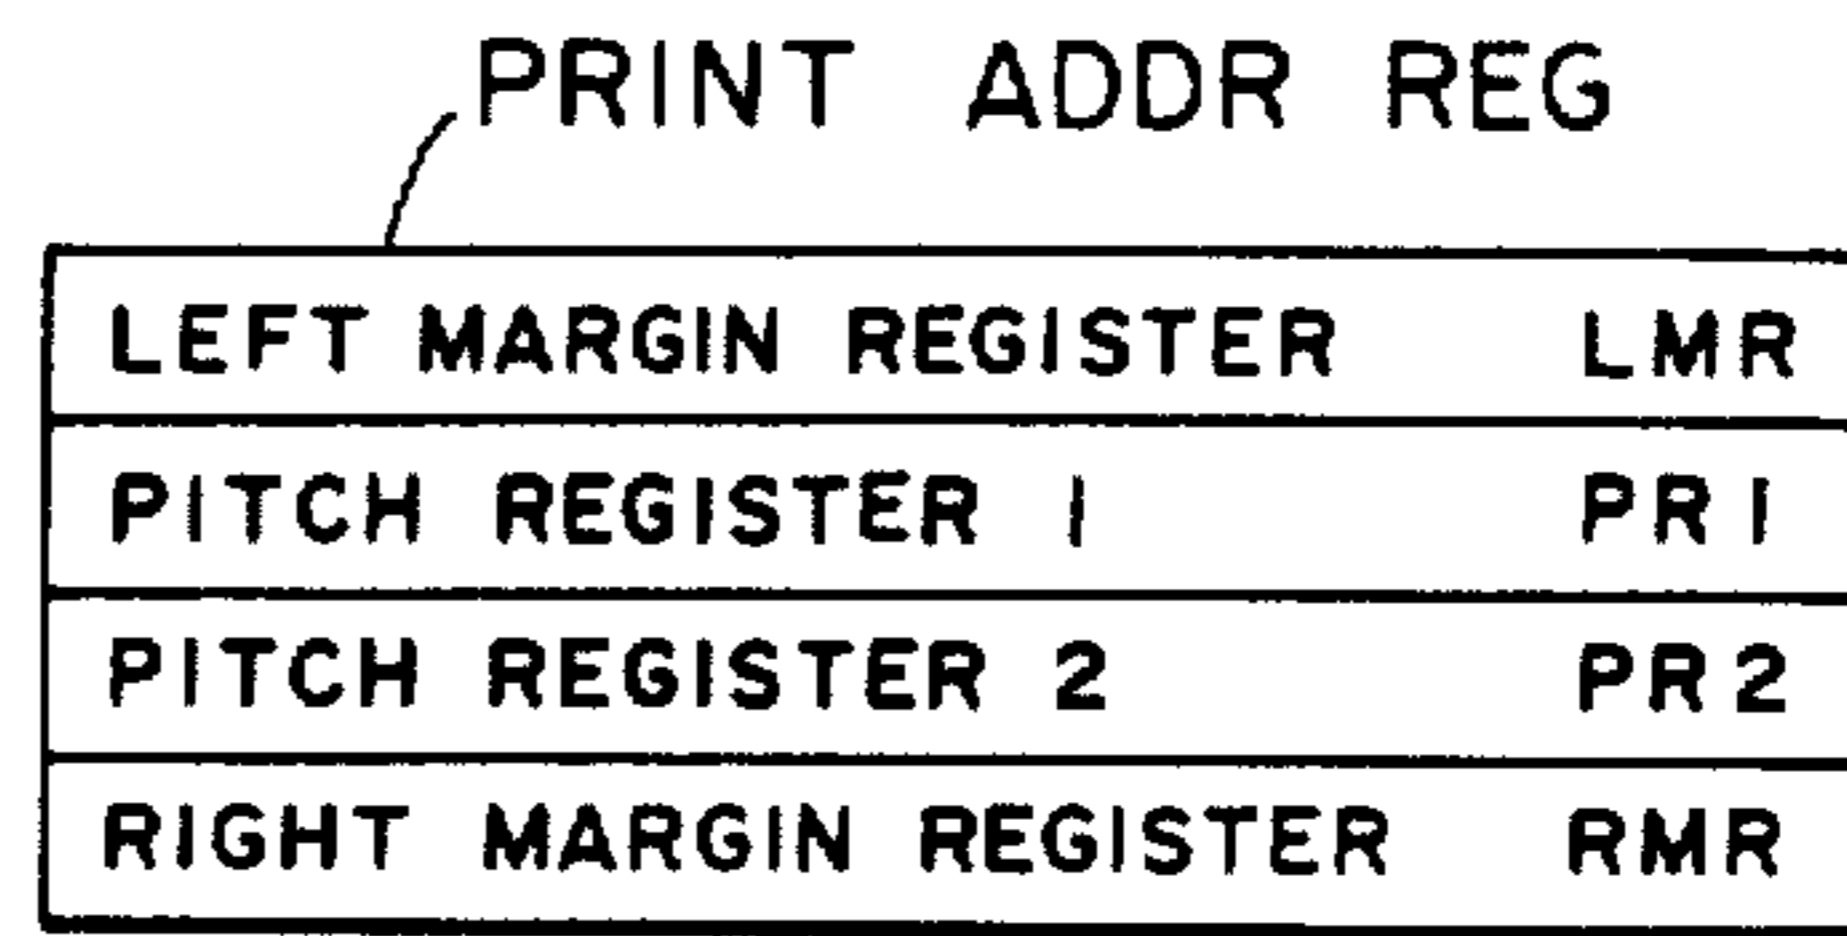 PRINT ADDR REG
LEFT MARGIN REGISTER LMR
PITCH REGISTER 1 PR1
PITCH REGISTER 2 PR2
RIGHT MARGIN REGISTER RMR